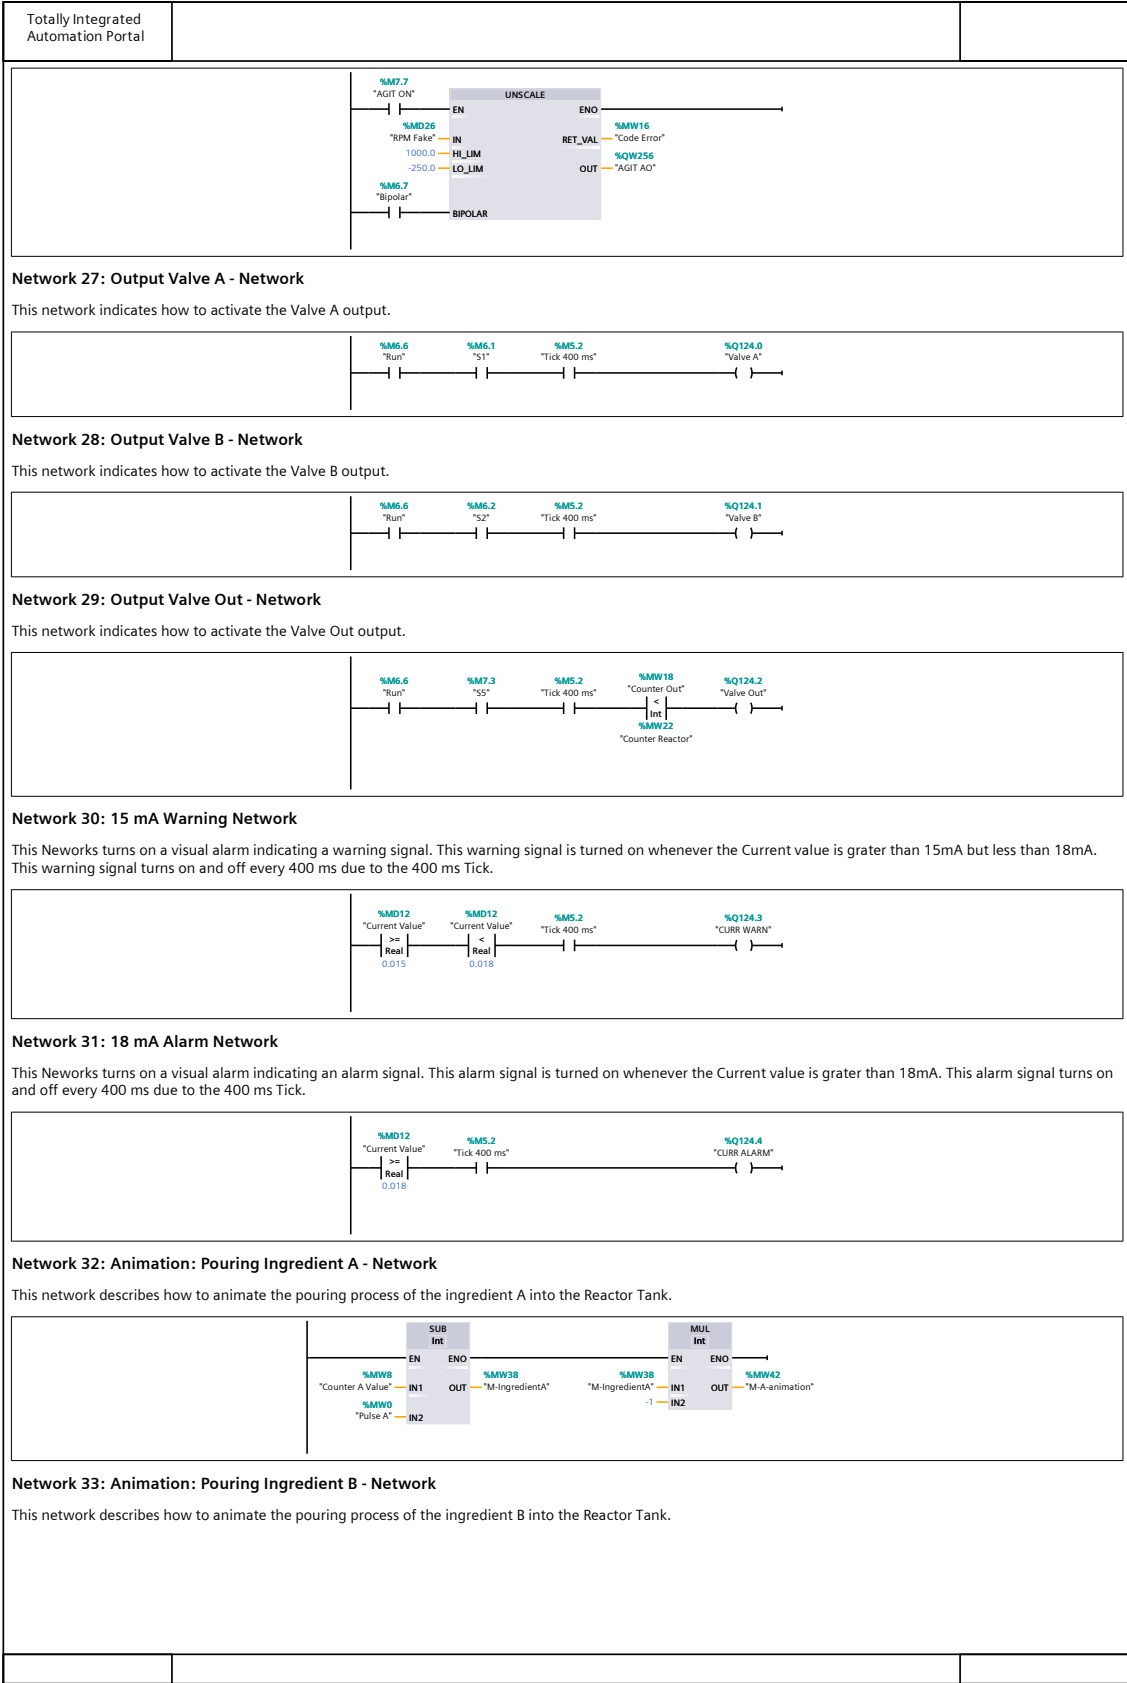 Totally Integrated
Automation Portal
%M7.7
"AGIT ON"
UNSCALE
EN ENO
%MD26 %MW16
"RPM Fake" IN RET_VAL "Code Error"
1000.0 HI_LIM %QW256
-250.0 LO_LIM OUT "AGIT AO"
%M6.7
"Bipolar"
BIPOLAR
Network 27: Output Valve A - Network
This network indicates how to activate the Valve A output.
%M6.6 %M6.1 %M5.2 %Q124.0
"Run" "S1" "Tick 400 ms" "Valve A"
Network 28: Output Valve B - Network
This network indicates how to activate the Valve B output.
%M6.6 %M6.2 %M5.2 %Q124.1
"Run" "S2" "Tick 400 ms" "Valve B"
Network 29: Output Valve Out - Network
This network indicates how to activate the Valve Out output.
%M6.6 %M7.3 %M5.2 %MW18 %Q124.2
"Run" "S5" "Tick 400 ms" "Counter Out" "Valve Out"
<
Int
%MW22
"Counter Reactor"
Network 30: 15 mA Warning Network
This Neworks turns on a visual alarm indicating a warning signal. This warning signal is turned on whenever the Current value is grater than 15mA but less than 18mA.
This warning signal turns on and off every 400 ms due to the 400 ms Tick.
%MD12 %MD12 %M5.2 %Q124.3
"Current Value" "Current Value" "Tick 400 ms" "CURR WARN"
>= <
Real Real
0.015 0.018
Network 31: 18 mA Alarm Network
This Neworks turns on a visual alarm indicating an alarm signal. This alarm signal is turned on whenever the Current value is grater than 18mA. This alarm signal turns on
and off every 400 ms due to the 400 ms Tick.
%MD12 %M5.2 %Q124.4
"Current Value" "Tick 400 ms" "CURR ALARM"
>=
Real
0.018
Network 32: Animation: Pouring Ingredient A - Network
This network describes how to animate the pouring process of the ingredient A into the Reactor Tank.
SUB MUL
Int Int
EN ENO EN ENO
%MW8 %MW38 %MW38 %MW42
"Counter A Value" IN1 OUT "M-IngredientA" "M-IngredientA" IN1 OUT "M-A-animation"
%MW0 -1 IN2
"Pulse A" IN2
Network 33: Animation: Pouring Ingredient B - Network
This network describes how to animate the pouring process of the ingredient B into the Reactor Tank.